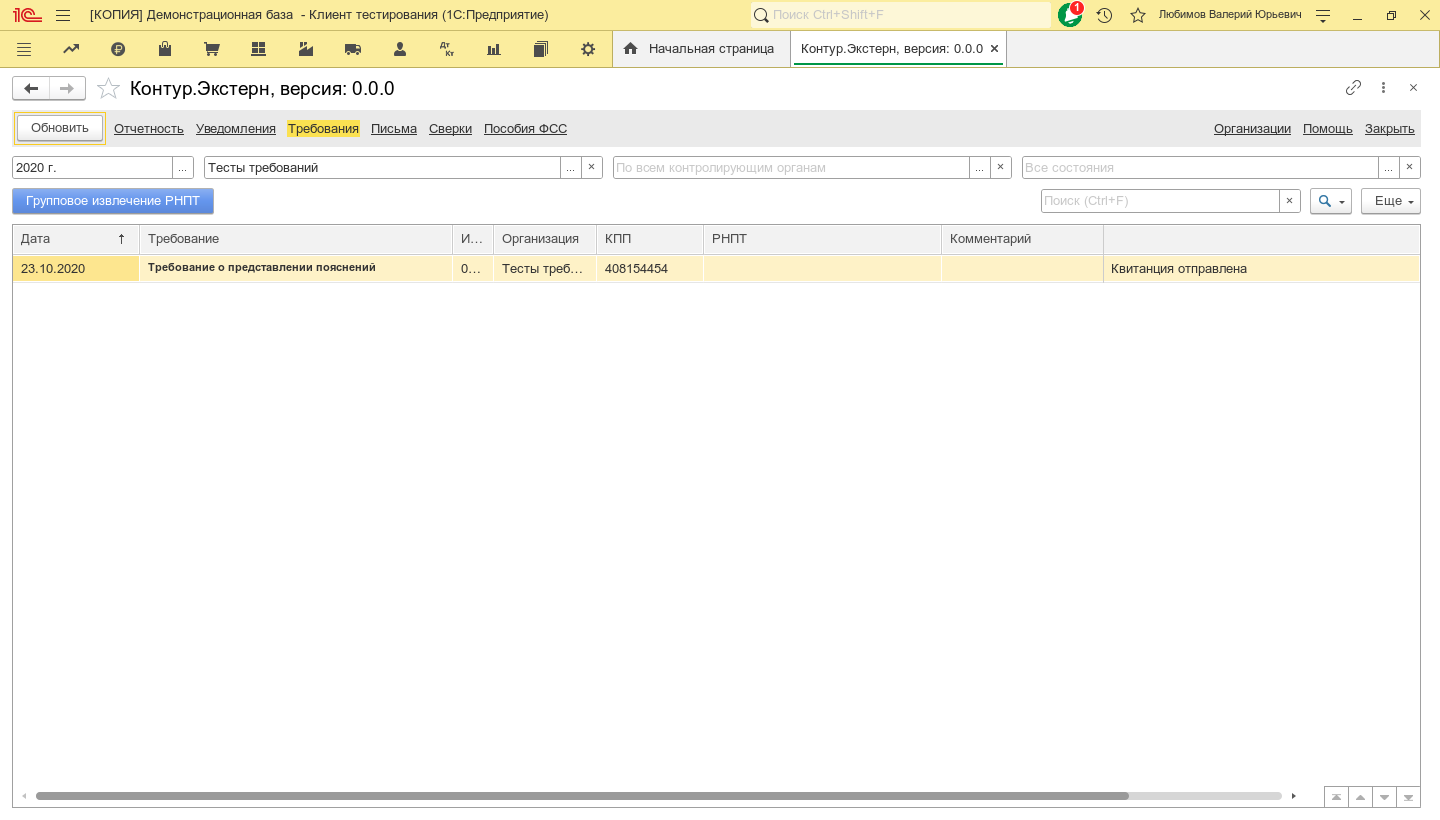 [КОПИЯ] Демонстрационная база - Клиент тестирования (1С:Предприятие) Поиск Ctrl+Shift+F 1 Любимов Валерий Юрьевич
Начальная страница Контур.Экстерн, версия: 0.0.0
Контур.Экстерн, версия: 0.0.0
Обновить Отчетность Уведомления Требования Письма Сверки Пособия ФСС Организации Помощь Закрыть
2020 г. ... Тесты требований ... По всем контролирующим органам ... Все состояния ...
Групповое извлечение РНПТ Поиск (Ctrl+F) Еще
Дата Требование И... Организация КПП РНПТ Комментарий
23.10.2020 Требование о представлении пояснений 0... Тесты треб... 408154454 Квитанция отправлена